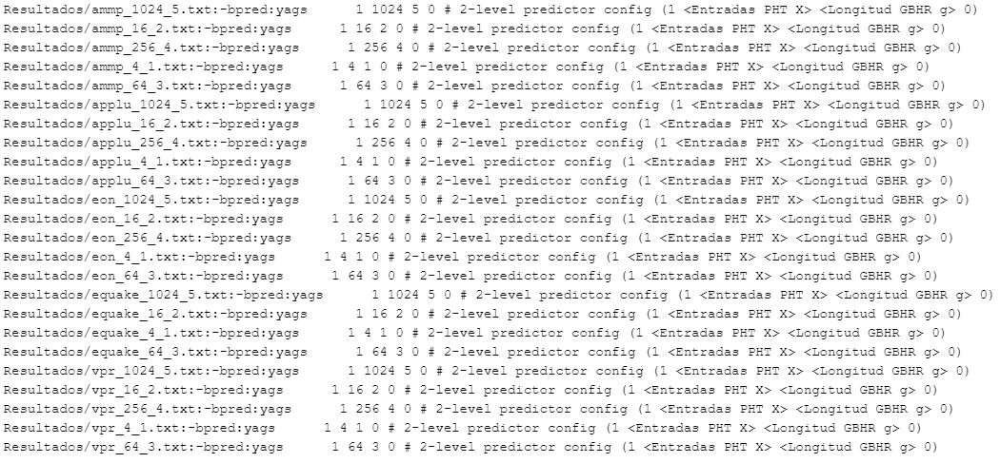 Resultados/ammp_1024_5.txt:-bpred:yags      1 1024 5 0 # 2-level predictor config (1 <Entradas PHT X> <Longitud GBHR g> 0)
Resultados/ammp_16_2.txt:-bpred:yags      1 16 2 0 # 2-level predictor config (1 <Entradas PHT X> <Longitud GBHR g> 0)
Resultados/ammp_256_4.txt:-bpred:yags      1 256 4 0 # 2-level predictor config (1 <Entradas PHT X> <Longitud GBHR g> 0)
Resultados/ammp_4_1.txt:-bpred:yags      1 4 1 0 # 2-level predictor config (1 <Entradas PHT X> <Longitud GBHR g> 0)
Resultados/ammp_64_3.txt:-bpred:yags      1 64 3 0 # 2-level predictor config (1 <Entradas PHT X> <Longitud GBHR g> 0)
Resultados/applu_1024_5.txt:-bpred:yags      1 1024 5 0 # 2-level predictor config (1 <Entradas PHT X> <Longitud GBHR g> 0)
Resultados/applu_16_2.txt:-bpred:yags      1 16 2 0 # 2-level predictor config (1 <Entradas PHT X> <Longitud GBHR g> 0)
Resultados/applu_256_4.txt:-bpred:yags      1 256 4 0 # 2-level predictor config (1 <Entradas PHT X> <Longitud GBHR g> 0)
Resultados/applu_4_1.txt:-bpred:yags      1 4 1 0 # 2-level predictor config (1 <Entradas PHT X> <Longitud GBHR g> 0)
Resultados/applu_64_3.txt:-bpred:yags      1 64 3 0 # 2-level predictor config (1 <Entradas PHT X> <Longitud GBHR g> 0)
Resultados/eon_1024_5.txt:-bpred:yags      1 1024 5 0 # 2-level predictor config (1 <Entradas PHT X> <Longitud GBHR g> 0)
Resultados/eon_16_2.txt:-bpred:yags      1 16 2 0 # 2-level predictor config (1 <Entradas PHT X> <Longitud GBHR g> 0)
Resultados/eon_256_4.txt:-bpred:yags      1 256 4 0 # 2-level predictor config (1 <Entradas PHT X> <Longitud GBHR g> 0)
Resultados/eon_4_1.txt:-bpred:yags      1 4 1 0 # 2-level predictor config (1 <Entradas PHT X> <Longitud GBHR g> 0)
Resultados/eon_64_3.txt:-bpred:yags      1 64 3 0 # 2-level predictor config (1 <Entradas PHT X> <Longitud GBHR g> 0)
Resultados/equake_1024_5.txt:-bpred:yags      1 1024 5 0 # 2-level predictor config (1 <Entradas PHT X> <Longitud GBHR g> 0)
Resultados/equake_16_2.txt:-bpred:yags      1 16 2 0 # 2-level predictor config (1 <Entradas PHT X> <Longitud GBHR g> 0)
Resultados/equake_4_1.txt:-bpred:yags      1 4 1 0 # 2-level predictor config (1 <Entradas PHT X> <Longitud GBHR g> 0)
Resultados/equake_64_3.txt:-bpred:yags      1 64 3 0 # 2-level predictor config (1 <Entradas PHT X> <Longitud GBHR g> 0)
Resultados/vpr_1024_5.txt:-bpred:yags      1 1024 5 0 # 2-level predictor config (1 <Entradas PHT X> <Longitud GBHR g> 0)
Resultados/vpr_16_2.txt:-bpred:yags      1 16 2 0 # 2-level predictor config (1 <Entradas PHT X> <Longitud GBHR g> 0)
Resultados/vpr_256_4.txt:-bpred:yags      1 256 4 0 # 2-level predictor config (1 <Entradas PHT X> <Longitud GBHR g> 0)
Resultados/vpr_4_1.txt:-bpred:yags      1 4 1 0 # 2-level predictor config (1 <Entradas PHT X> <Longitud GBHR g> 0)
Resultados/vpr_64_3.txt:-bpred:yags      1 64 3 0 # 2-level predictor config (1 <Entradas PHT X> <Longitud GBHR g> 0)